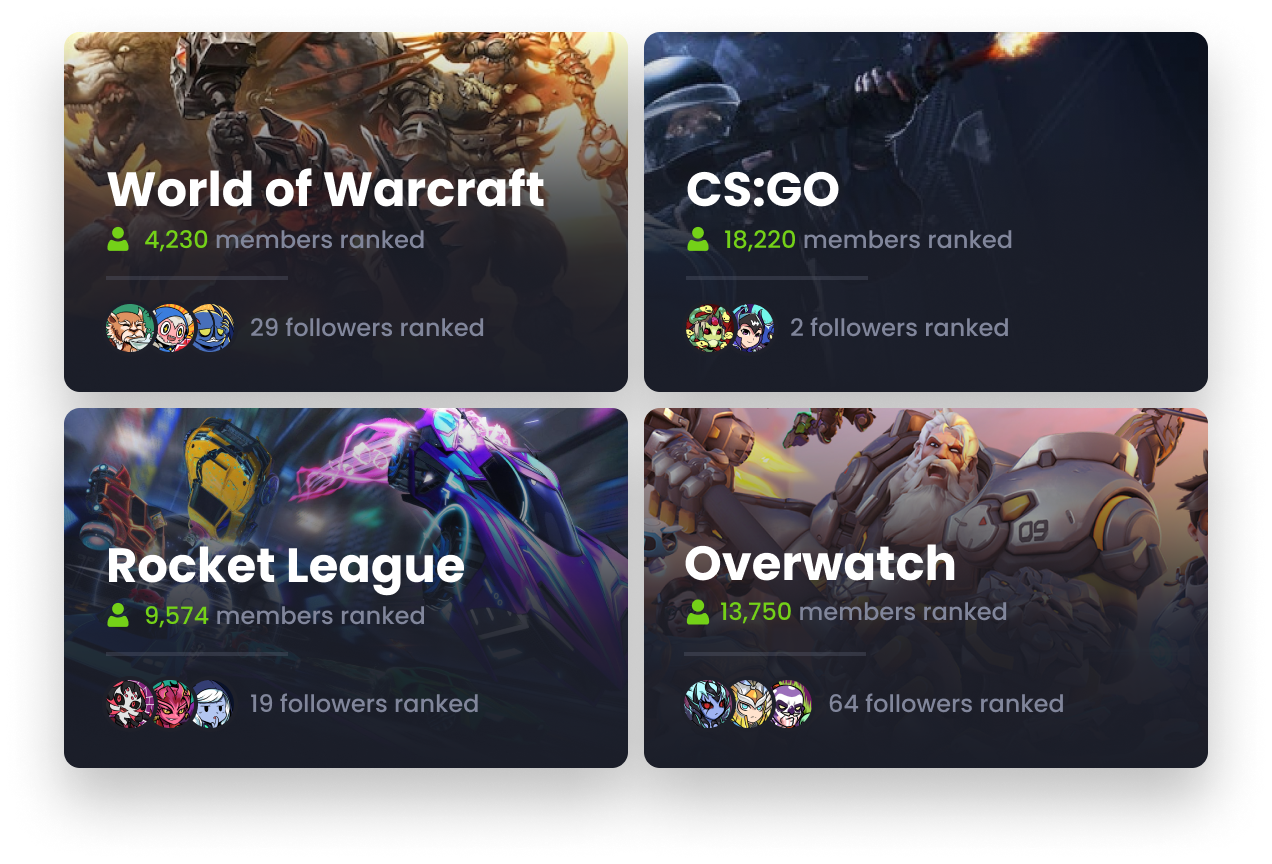 World of Warcraft
4,230 members ranked
29 followers ranked
CS:GO
18,220 members ranked
2 followers ranked
Rocket League
9,574 members ranked
19 followers ranked
09
Overwatch
13,750 members ranked
64 followers ranked